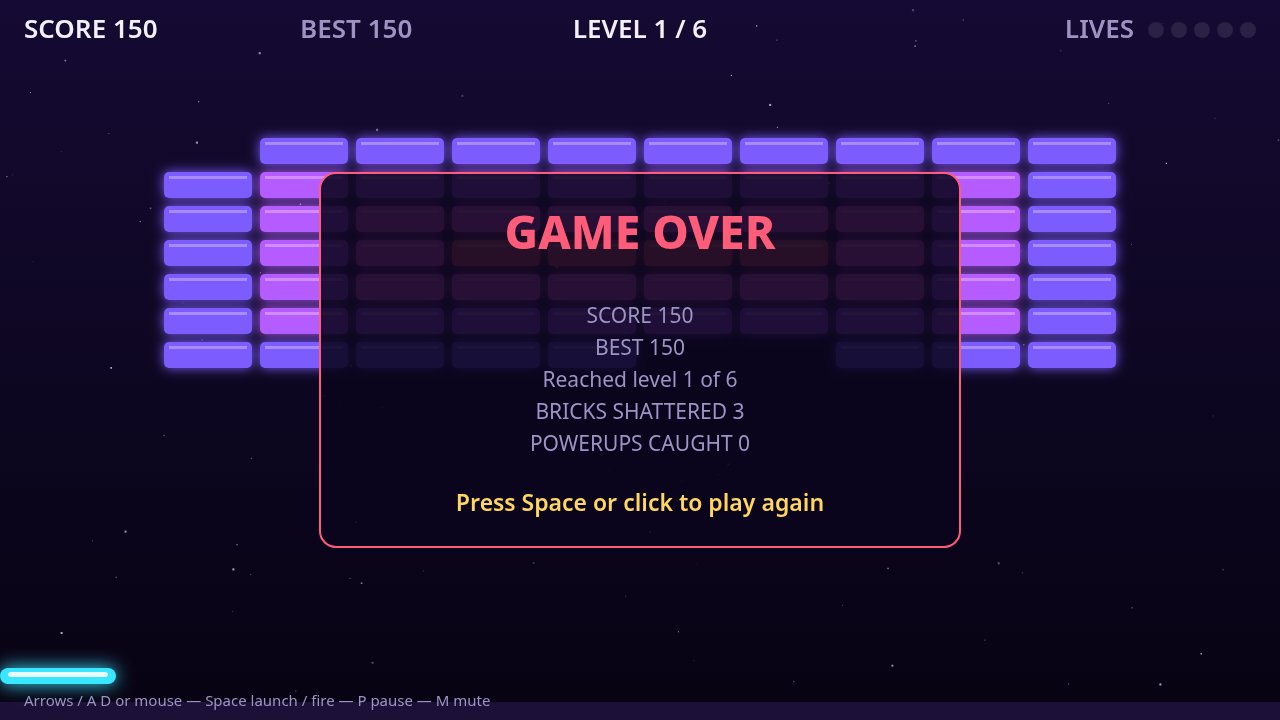 SCORE 150
BEST 150
LEVEL 1 / 6
LIVES
GAME OVER
SCORE 150
BEST 150
Reached level 1 of 6
BRICKS SHATTERED 3
POWERUPS CAUGHT 0
Press Space or click to play again
Arrows / A D or mouse — Space launch / fire — P pause — M mute